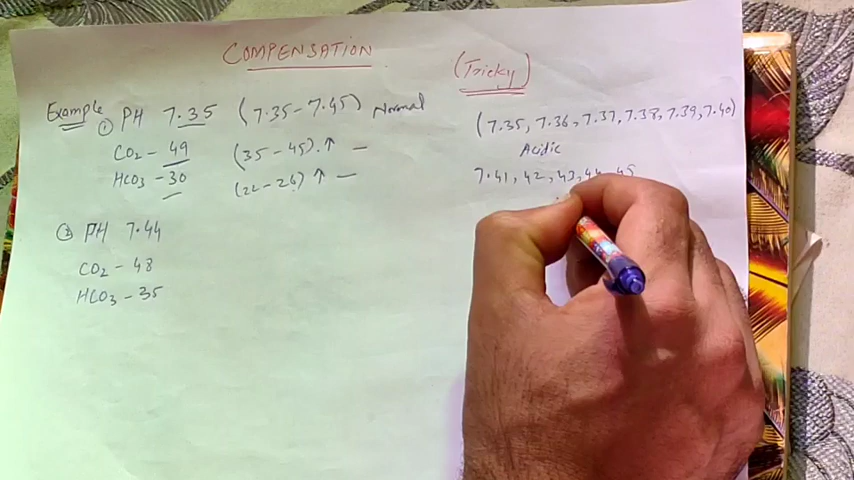 COMPENSATION
(Tricky)
Example
① PH 7.35 (7.35-7.45) Normal
CO2 - 49 (35-45) ↑ -
HCO3 - 30 (22-26) ↑ -
(7.35, 7.36, 7.37, 7.38, 7.39, 7.40)
Acidic
7.41, 42, 43, 44, 45
② PH 7.44
CO2 - 48
HCO3 - 35